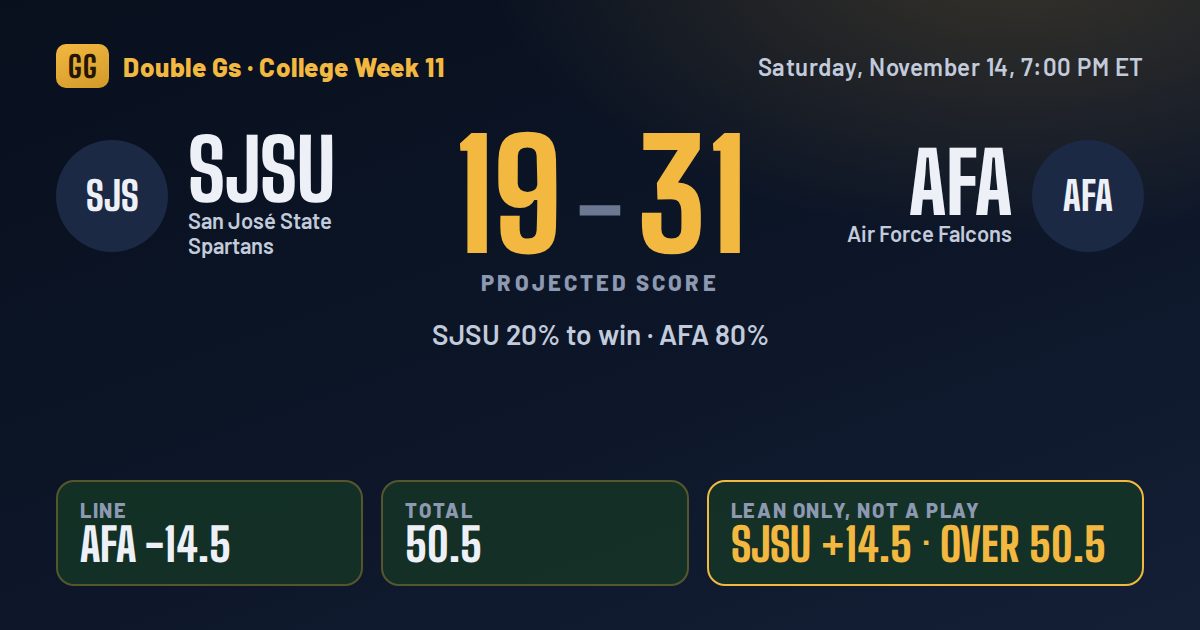 GG Double Gs · College Week 11
Saturday, November 14, 7:00 PM ET
SJS
SJSU
San José State
Spartans
19 – 31
PROJECTED SCORE
SJSU 20% to win · AFA 80%
AFA
Air Force Falcons
AFA
LINE
AFA −14.5
TOTAL
50.5
LEAN ONLY, NOT A PLAY
SJSU +14.5 · OVER 50.5